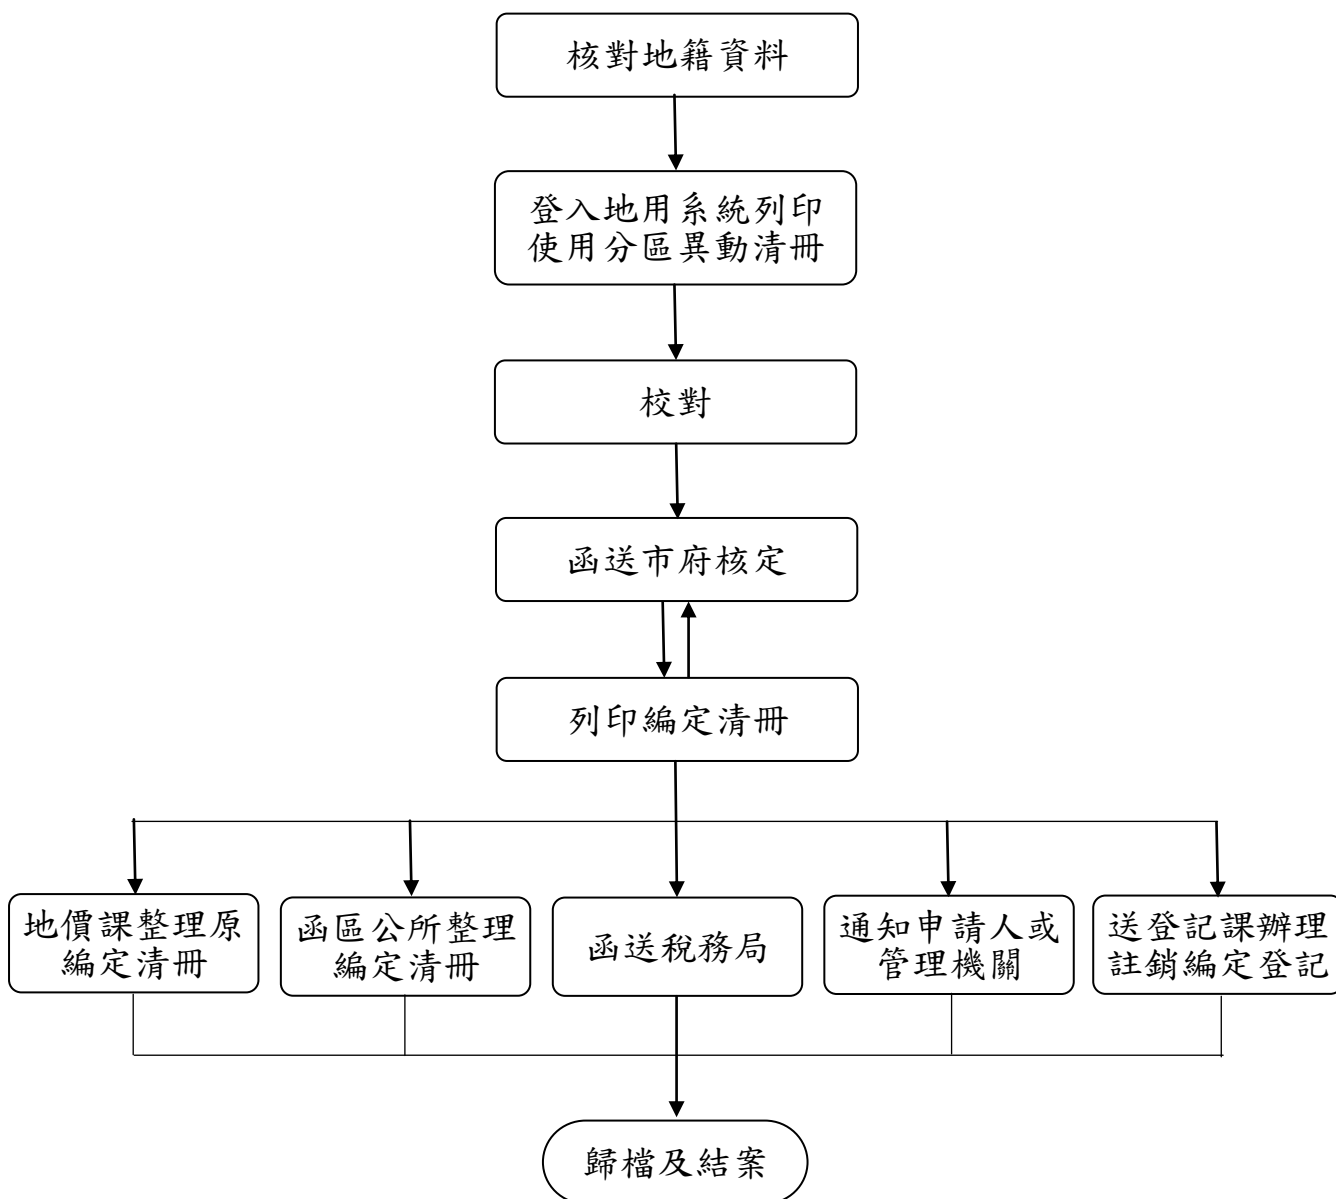 核對地籍資料
登入地用系統列印
使用分區異動清冊
校對
函送市府核定
列印編定清冊
地價課整理原
編定清冊
函區公所整理
編定清冊
函送稅務局
通知申請人或
管理機關
送登記課辦理
註銷編定登記
歸檔及結案